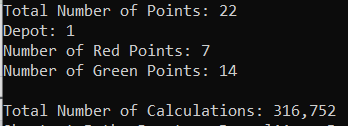 Total Number of Points: 22
Depot: 1
Number of Red Points: 7
Number of Green Points: 14
Total Number of Calculations: 316,752